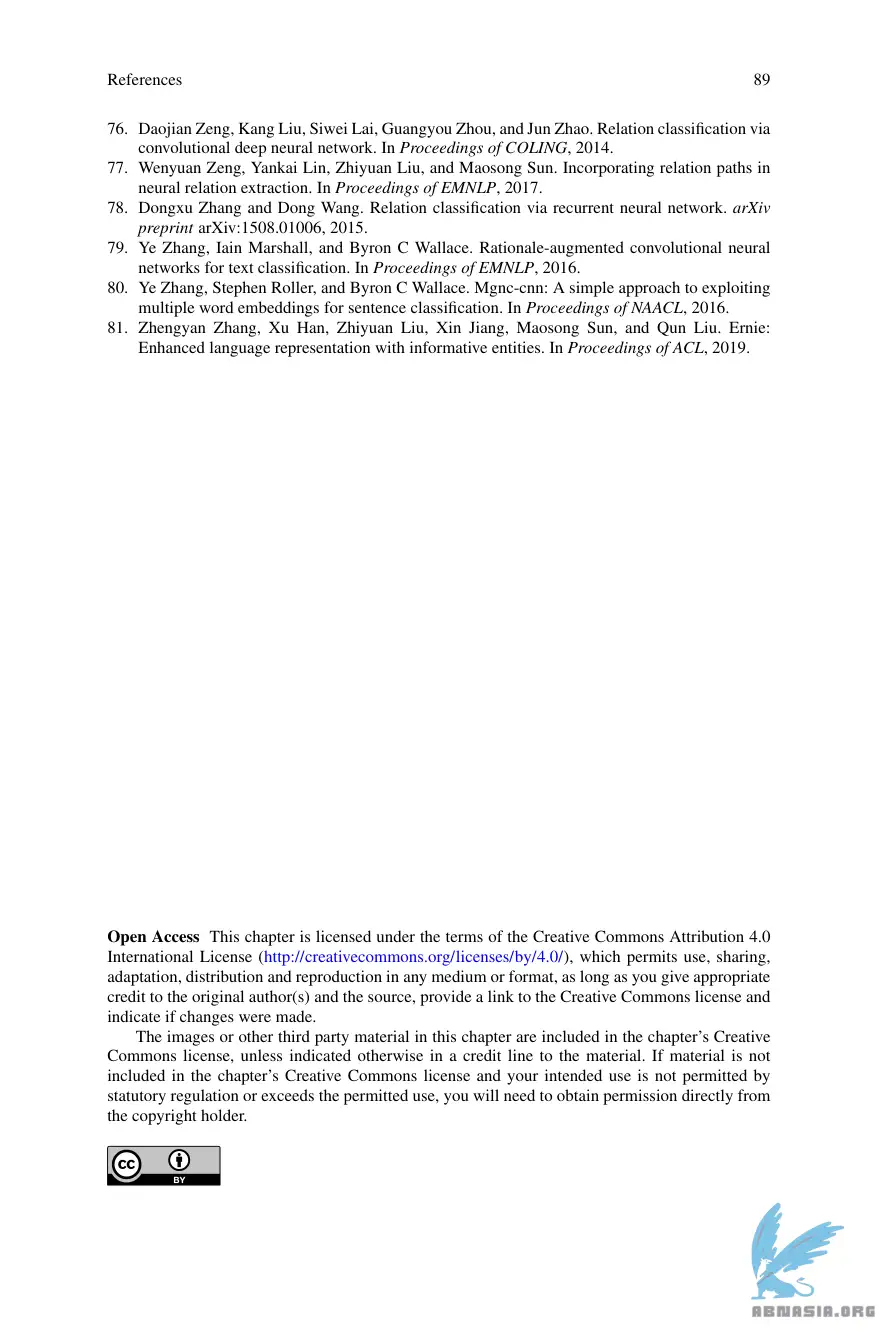 References 89
76. Daojian Zeng, Kang Liu, Siwei Lai, Guangyou Zhou, and Jun Zhao. Relation classification via
convolutional deep neural network. In Proceedings of COLING, 2014.
77. Wenyuan Zeng, Yankai Lin, Zhiyuan Liu, and Maosong Sun. Incorporating relation paths in
neural relation extraction. In Proceedings of EMNLP, 2017.
78. Dongxu Zhang and Dong Wang. Relation classification via recurrent neural network. arXiv
preprint arXiv:1508.01006, 2015.
79. Ye Zhang, Iain Marshall, and Byron C Wallace. Rationale-augmented convolutional neural
networks for text classification. In Proceedings of EMNLP, 2016.
80. Ye Zhang, Stephen Roller, and Byron C Wallace. Mgnc-cnn: A simple approach to exploiting
multiple word embeddings for sentence classification. In Proceedings of NAACL, 2016.
81. Zhengyan Zhang, Xu Han, Zhiyuan Liu, Xin Jiang, Maosong Sun, and Qun Liu. Ernie:
Enhanced language representation with informative entities. In Proceedings of ACL, 2019.
Open Access This chapter is licensed under the terms of the Creative Commons Attribution 4.0
International License (http://creativecommons.org/licenses/by/4.0/), which permits use, sharing,
adaptation, distribution and reproduction in any medium or format, as long as you give appropriate
credit to the original author(s) and the source, provide a link to the Creative Commons license and
indicate if changes were made.
The images or other third party material in this chapter are included in the chapter's Creative
Commons license, unless indicated otherwise in a credit line to the material. If material is not
included in the chapter's Creative Commons license and your intended use is not permitted by
statutory regulation or exceeds the permitted use, you will need to obtain permission directly from
the copyright holder.
cc
BY
ABNASIA.ORG